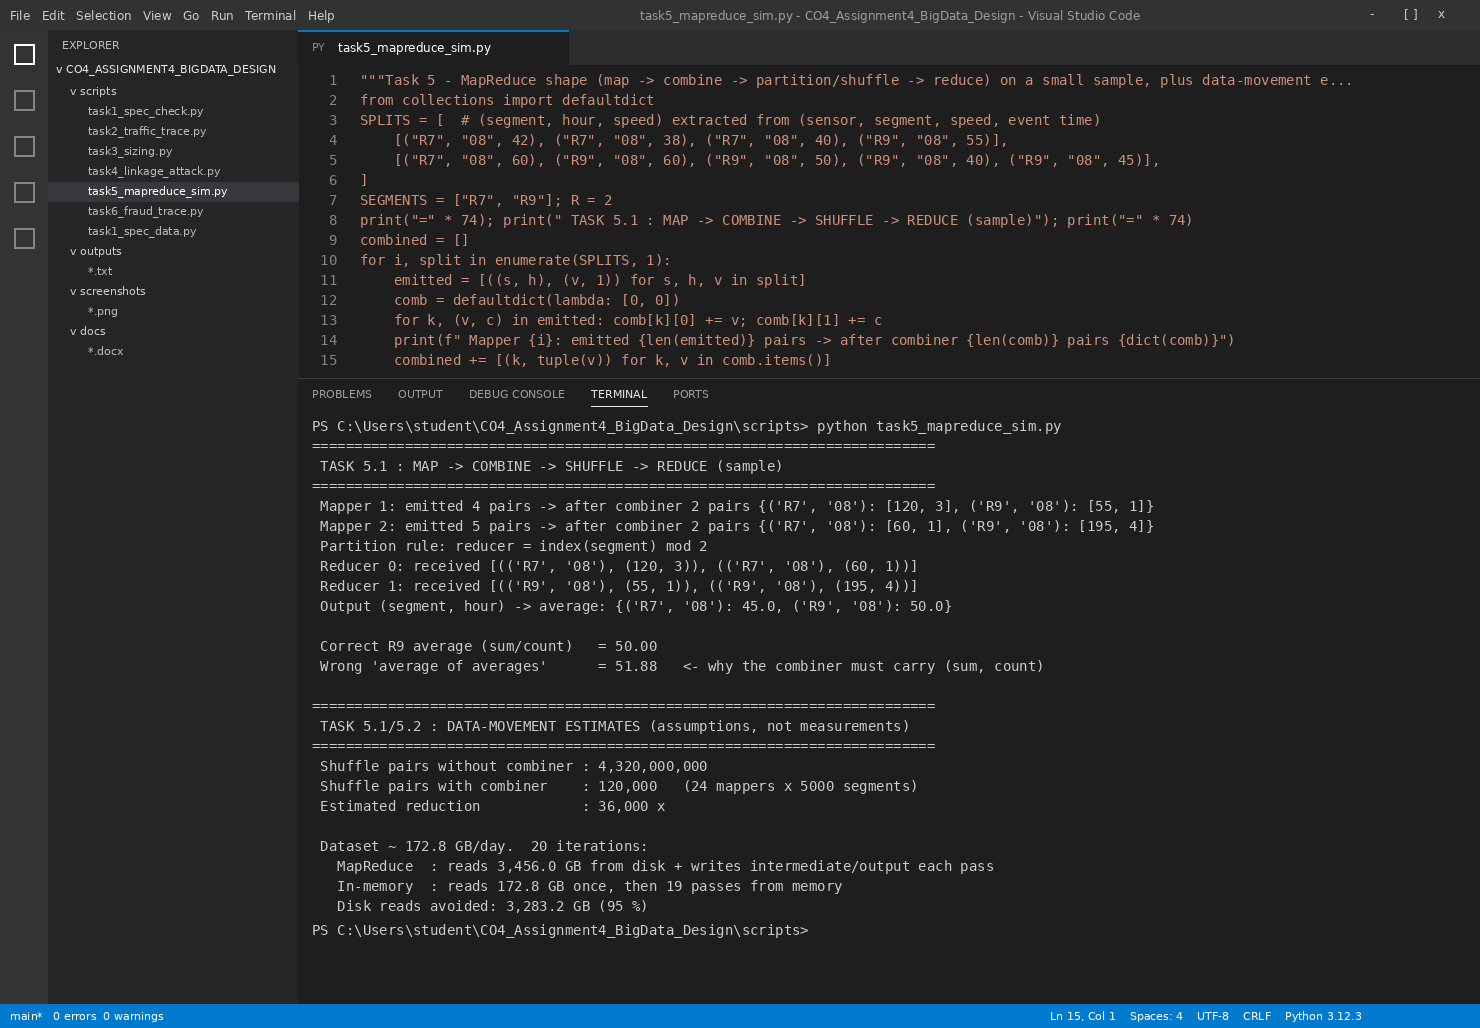 File Edit Selection View Go Run Terminal Help
task5_mapreduce_sim.py - CO4_Assignment4_BigData_Design - Visual Studio Code
- [ ] x
EXPLORER
v CO4_ASSIGNMENT4_BIGDATA_DESIGN
v scripts
task1_spec_check.py
task2_traffic_trace.py
task3_sizing.py
task4_linkage_attack.py
task5_mapreduce_sim.py
task6_fraud_trace.py
task1_spec_data.py
v outputs
*.txt
v screenshots
*.png
v docs
*.docx
PY task5_mapreduce_sim.py
1 """Task 5 - MapReduce shape (map -> combine -> partition/shuffle -> reduce) on a small sample, plus data-movement e...
2 from collections import defaultdict
3 SPLITS = [  # (segment, hour, speed) extracted from (sensor, segment, speed, event time)
4     [("R7", "08", 42), ("R7", "08", 38), ("R7", "08", 40), ("R9", "08", 55)],
5     [("R7", "08", 60), ("R9", "08", 60), ("R9", "08", 50), ("R9", "08", 40), ("R9", "08", 45)],
6 ]
7 SEGMENTS = ["R7", "R9"]; R = 2
8 print("=" * 74); print(" TASK 5.1 : MAP -> COMBINE -> SHUFFLE -> REDUCE (sample)"); print("=" * 74)
9 combined = []
10 for i, split in enumerate(SPLITS, 1):
11     emitted = [((s, h), (v, 1)) for s, h, v in split]
12     comb = defaultdict(lambda: [0, 0])
13     for k, (v, c) in emitted: comb[k][0] += v; comb[k][1] += c
14     print(f" Mapper {i}: emitted {len(emitted)} pairs -> after combiner {len(comb)} pairs {dict(comb)}")
15     combined += [(k, tuple(v)) for k, v in comb.items()]
PROBLEMS OUTPUT DEBUG CONSOLE TERMINAL PORTS
PS C:\Users\student\CO4_Assignment4_BigData_Design\scripts> python task5_mapreduce_sim.py
==========================================================================
TASK 5.1 : MAP -> COMBINE -> SHUFFLE -> REDUCE (sample)
==========================================================================
Mapper 1: emitted 4 pairs -> after combiner 2 pairs {('R7', '08'): [120, 3], ('R9', '08'): [55, 1]}
Mapper 2: emitted 5 pairs -> after combiner 2 pairs {('R7', '08'): [60, 1], ('R9', '08'): [195, 4]}
Partition rule: reducer = index(segment) mod 2
Reducer 0: received [(('R7', '08'), (120, 3)), (('R7', '08'), (60, 1))]
Reducer 1: received [(('R9', '08'), (55, 1)), (('R9', '08'), (195, 4))]
Output (segment, hour) -> average: {('R7', '08'): 45.0, ('R9', '08'): 50.0}
Correct R9 average (sum/count)   = 50.00
Wrong 'average of averages'      = 51.88   <- why the combiner must carry (sum, count)
==========================================================================
TASK 5.1/5.2 : DATA-MOVEMENT ESTIMATES (assumptions, not measurements)
==========================================================================
Shuffle pairs without combiner : 4,320,000,000
Shuffle pairs with combiner    : 120,000   (24 mappers x 5000 segments)
Estimated reduction            : 36,000 x
Dataset ~ 172.8 GB/day.  20 iterations:
MapReduce  : reads 3,456.0 GB from disk + writes intermediate/output each pass
In-memory  : reads 172.8 GB once, then 19 passes from memory
Disk reads avoided: 3,283.2 GB (95 %)
PS C:\Users\student\CO4_Assignment4_BigData_Design\scripts>
main* 0 errors 0 warnings
Ln 15, Col 1 Spaces: 4 UTF-8 CRLF Python 3.12.3